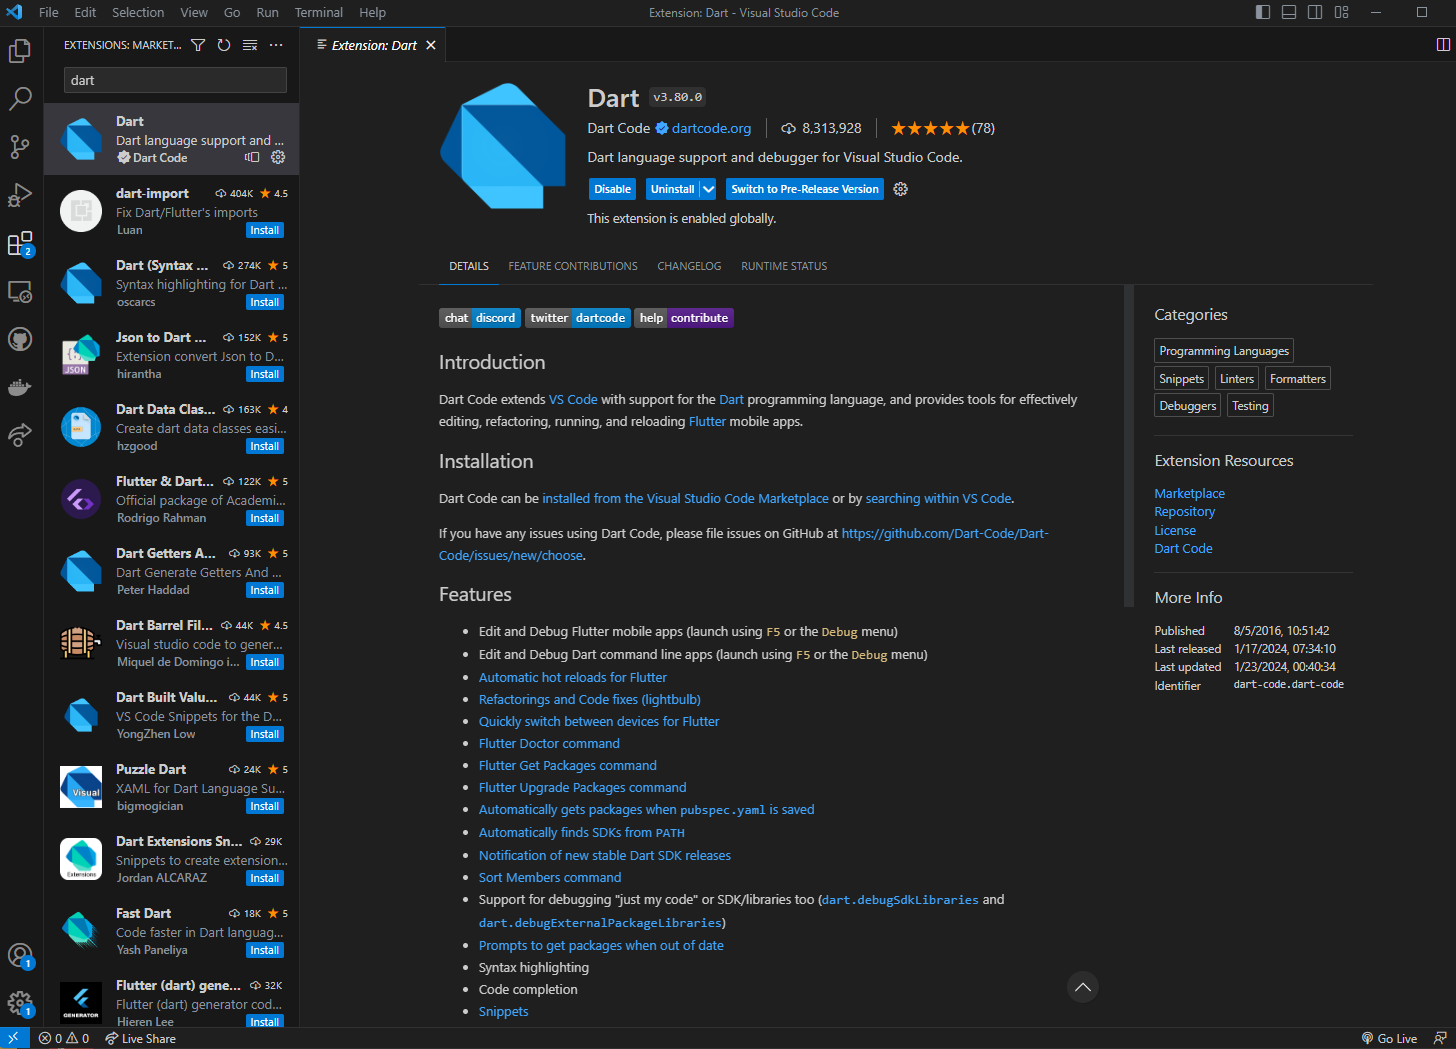 File Edit Selection View Go Run Terminal Help
Extension: Dart - Visual Studio Code
EXTENSIONS: MARKET...
dart
Dart
Dart language support and ...
Dart Code
dart-import 404K 4.5
Fix Dart/Flutter's imports
Luan Install
Dart (Syntax ... 274K 5
Syntax highlighting for Dart ...
oscarcs Install
Json to Dart ... 152K 5
Extension convert Json to D...
hirantha Install
{;} JSON
Dart Data Clas... 163K 4
Create dart data classes easi...
hzgood Install
Flutter & Dart... 122K 5
Official package of Academi...
Rodrigo Rahman Install
Dart Getters A... 93K 5
Dart Generate Getters And ...
Peter Haddad Install
Dart Barrel Fil... 44K 4.5
Visual studio code to gener...
Miquel de Domingo i... Install
Dart Built Valu... 44K 5
VS Code Snippets for the D...
YongZhen Low Install
Puzzle Dart 24K 5
XAML for Dart Language Su...
bigmogician Install
Visual
Dart Extensions Sn... 29K
Snippets to create extension...
Jordan ALCARAZ Install
Extensions
Fast Dart 18K 5
Code faster in Dart languag...
Yash Paneliya Install
Flutter (dart) gene... 32K
Flutter (dart) generator cod...
Hieren Lee Install
GENERATOR
2
1
1
Extension: Dart
Dart v3.80.0
Dart Code dartcode.org 8,313,928 (78)
Dart language support and debugger for Visual Studio Code.
Disable Uninstall Switch to Pre-Release Version
This extension is enabled globally.
DETAILS FEATURE CONTRIBUTIONS CHANGELOG RUNTIME STATUS
chat discord twitter dartcode help contribute
Introduction
Dart Code extends VS Code with support for the Dart programming language, and provides tools for effectively
editing, refactoring, running, and reloading Flutter mobile apps.
Installation
Dart Code can be installed from the Visual Studio Code Marketplace or by searching within VS Code.
If you have any issues using Dart Code, please file issues on GitHub at https://github.com/Dart-Code/Dart-
Code/issues/new/choose.
Features
• Edit and Debug Flutter mobile apps (launch using F5 or the Debug menu)
• Edit and Debug Dart command line apps (launch using F5 or the Debug menu)
• Automatic hot reloads for Flutter
• Refactorings and Code fixes (lightbulb)
• Quickly switch between devices for Flutter
• Flutter Doctor command
• Flutter Get Packages command
• Flutter Upgrade Packages command
• Automatically gets packages when pubspec.yaml is saved
• Automatically finds SDKs from PATH
• Notification of new stable Dart SDK releases
• Sort Members command
• Support for debugging "just my code" or SDK/libraries too (dart.debugSdkLibraries and
dart.debugExternalPackageLibraries)
• Prompts to get packages when out of date
• Syntax highlighting
• Code completion
• Snippets
Categories
Programming Languages
Snippets Linters Formatters
Debuggers Testing
Extension Resources
Marketplace
Repository
License
Dart Code
More Info
Published 8/5/2016, 10:51:42
Last released 1/17/2024, 07:34:10
Last updated 1/23/2024, 00:40:34
Identifier dart-code.dart-code
0 0 Live Share Go Live